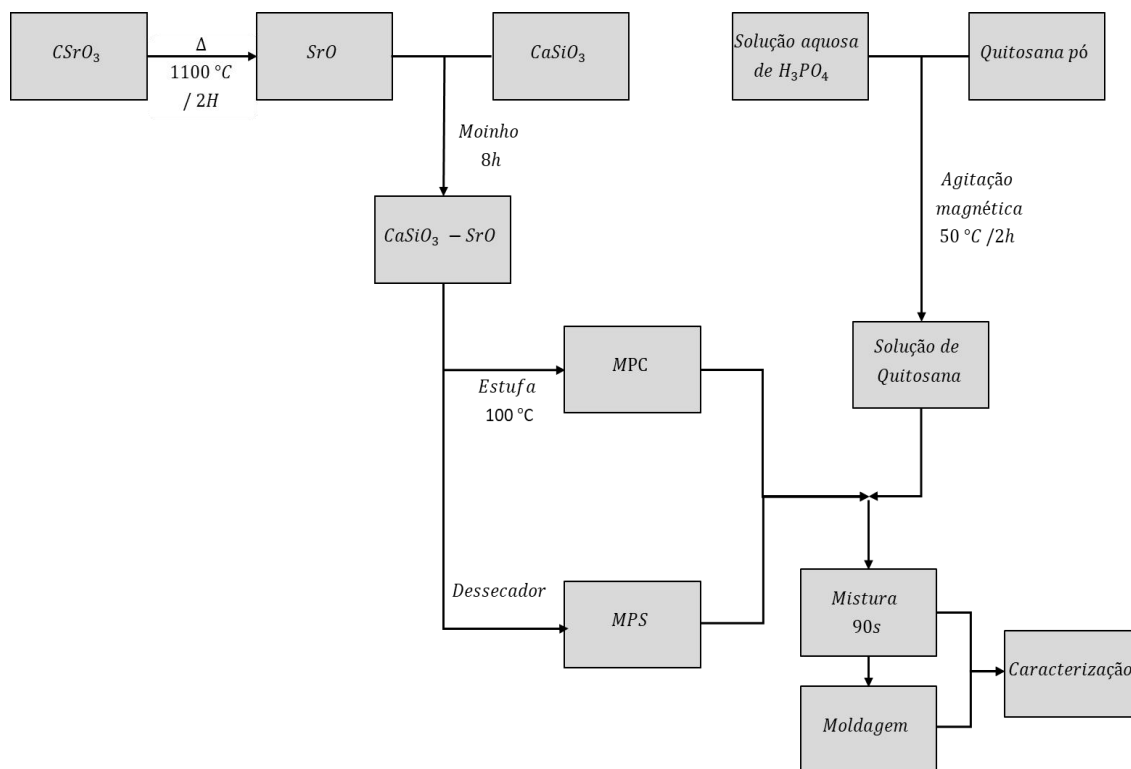 CSrO₃
Δ
1100 °C
/ 2H
SrO
CaSiO₃
Solução aquosa
de H₃PO₄
Quitosana pó
Moinho
8h
Agitação
magnética
50 °C /2h
CaSiO₃ − SrO
Solução de
Quitosana
MPC
Estufa
100 °C
Dessecador
MPS
Mistura
90s
Caracterização
Moldagem